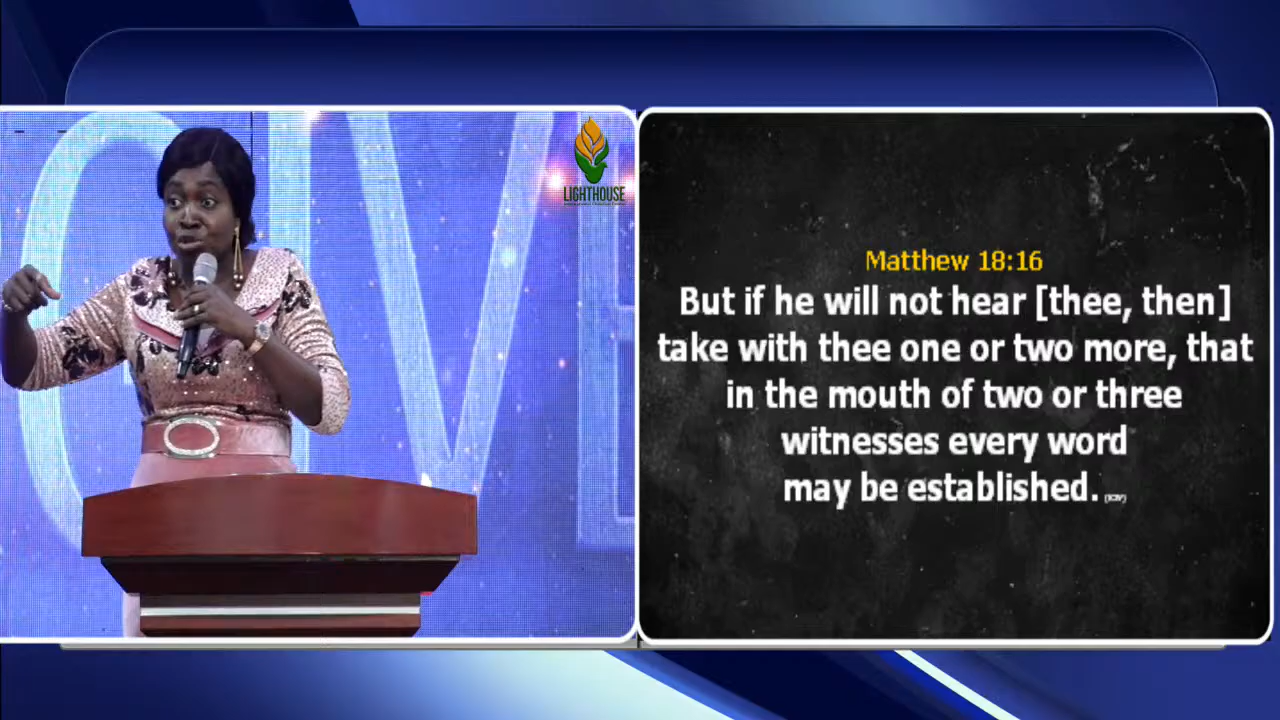 GIVE
LIGHTHOUSE
Matthew 18:16
But if he will not hear [thee, then]
take with thee one or two more, that
in the mouth of two or three
witnesses every word
may be established.